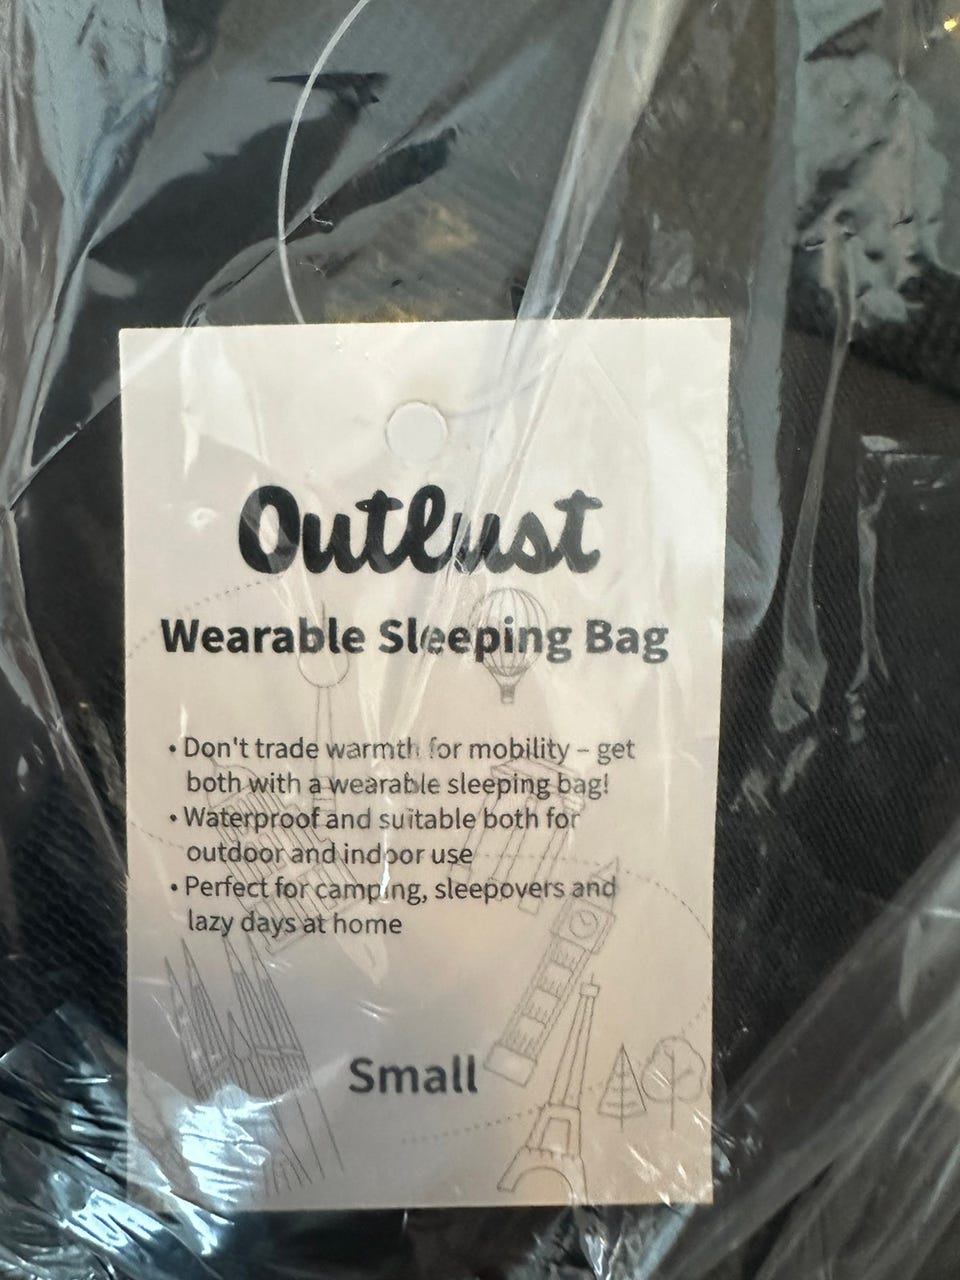 Outlust
Wearable Sleeping Bag
• Don't trade warmth for mobility – get
both with a wearable sleeping bag!
• Waterproof and suitable both for
outdoor and indoor use
• Perfect for camping, sleepovers and
lazy days at home
Small